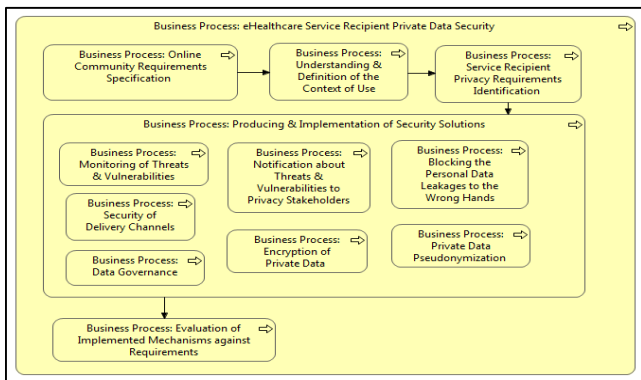 Business Process: eHealthcare Service Recipient Private Data Security
Business Process: Online
Community Requirements
Specification
Business Process:
Understanding &
Definition of the
Context of Use
Business Process:
Service Recipient
Privacy Requirements
Identification
Business Process: Producing & Implementation of Security Solutions
Business Process:
Monitoring of Threats
& Vulnerabilities
Business Process:
Notification about
Threats &
Vulnerabilities to
Privacy Stakeholders
Business Process:
Blocking the
Personal Data
Leakages to the
Wrong Hands
Business Process:
Security of
Delivery Channels
Business Process:
Encryption of
Private Data
Business Process:
Private Data
Pseudonymization
Business Process:
Data Governance
Business Process: Evaluation of
Implemented Mechanisms against
Requirements